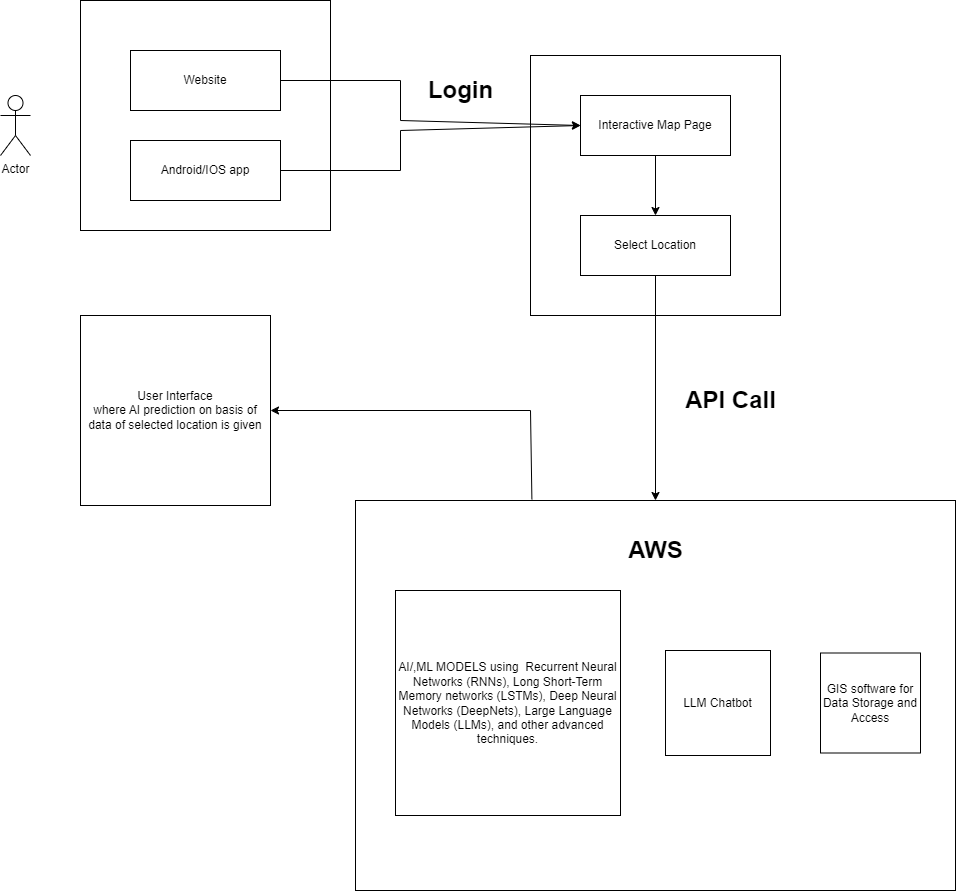 Website
Login
Interactive Map Page
Android/IOS app
Actor
Select Location
User Interface
where AI prediction on basis of
data of selected location is given
API Call
AWS
AI/,ML MODELS using  Recurrent Neural
Networks (RNNs), Long Short-Term
Memory networks (LSTMs), Deep Neural
Networks (DeepNets), Large Language
Models (LLMs), and other advanced
techniques.
LLM Chatbot
GIS software for
Data Storage and
Access